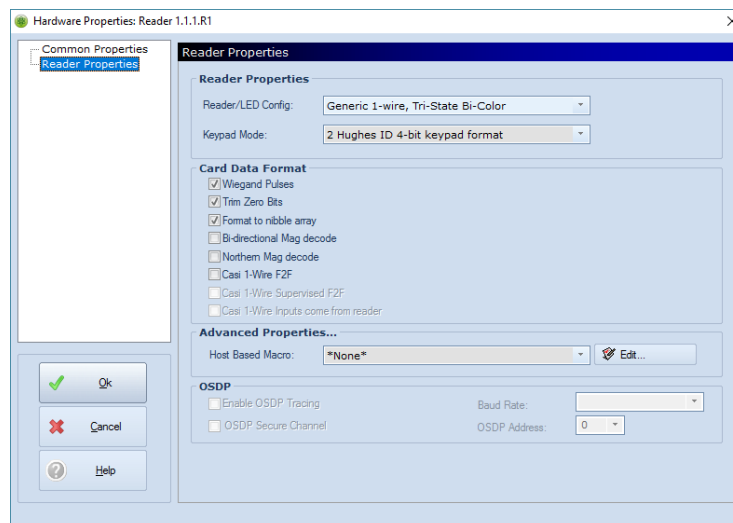 Hardware Properties: Reader 1.1.1.R1
Common Properties
Reader Properties
Reader Properties
Reader Properties
Reader/LED Config: Generic 1-wire, Tri-State Bi-Color
Keypad Mode: 2 Hughes ID 4-bit keypad format
Card Data Format
Wiegand Pulses
Trim Zero Bits
Format to nibble array
Bi-directional Mag decode
Northern Mag decode
Casi 1-Wire F2F
Casi 1-Wire Supervised F2F
Casi 1-Wire Inputs come from reader
Advanced Properties...
Host Based Macro: *None* Edit...
OSDP
Enable OSDP Tracing Baud Rate:
OSDP Secure Channel OSDP Address: 0
Ok
Cancel
Help